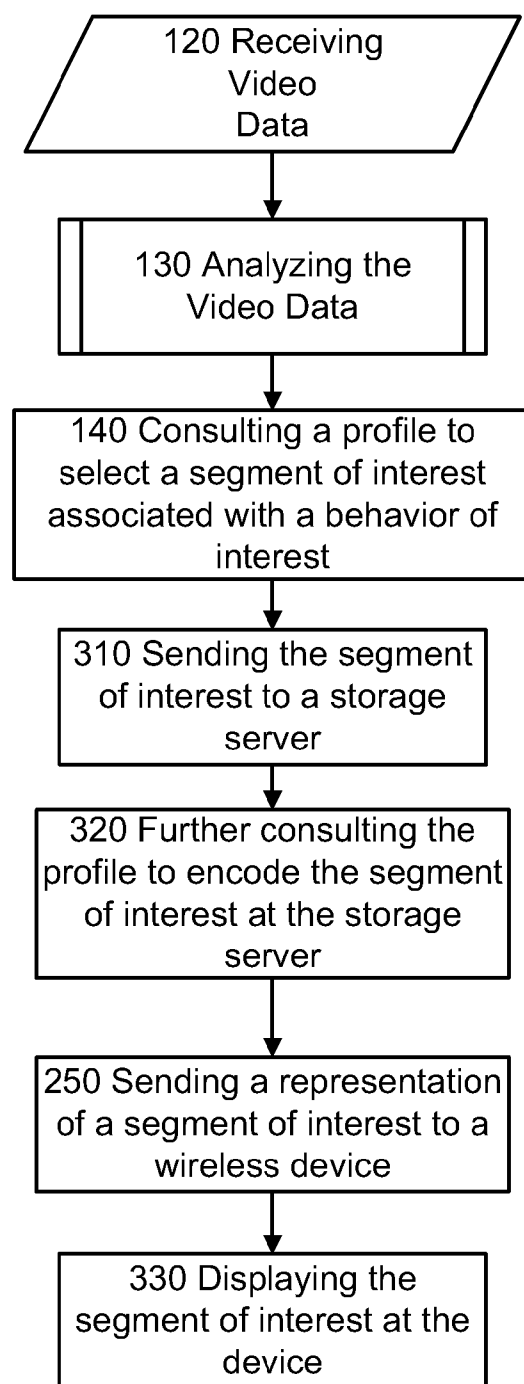 120 Receiving
Video
Data
130 Analyzing the
Video Data
140 Consulting a profile to
select a segment of interest
associated with a behavior of
interest
310 Sending the segment
of interest to a storage
server
320 Further consulting the
profile to encode the segment
of interest at the storage
server
250 Sending a representation
of a segment of interest to a
wireless device
330 Displaying the
segment of interest at the
device